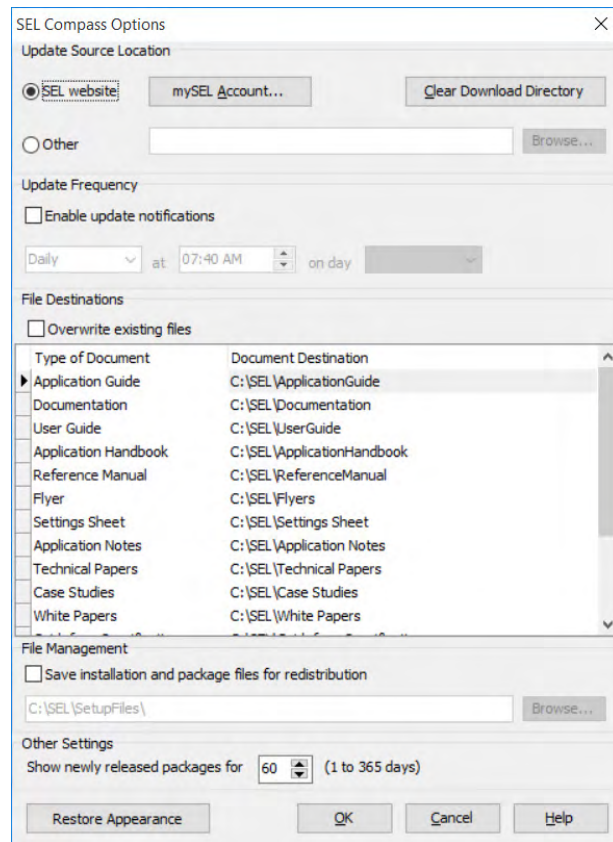 SEL Compass Options
Update Source Location
SEL website mySEL Account... Clear Download Directory
Other Browse...
Update Frequency
Enable update notifications
Daily at 07:40 AM on day
File Destinations
Overwrite existing files
Type of Document Document Destination
Application Guide C:\SEL\ApplicationGuide
Documentation C:\SEL\Documentation
User Guide C:\SEL\UserGuide
Application Handbook C:\SEL\ApplicationHandbook
Reference Manual C:\SEL\ReferenceManual
Flyer C:\SEL\Flyers
Settings Sheet C:\SEL\Settings Sheet
Application Notes C:\SEL\Application Notes
Technical Papers C:\SEL\Technical Papers
Case Studies C:\SEL\Case Studies
White Papers C:\SEL\White Papers
File Management
Save installation and package files for redistribution
C:\SEL\SetupFiles\ Browse...
Other Settings
Show newly released packages for 60 (1 to 365 days)
Restore Appearance OK Cancel Help